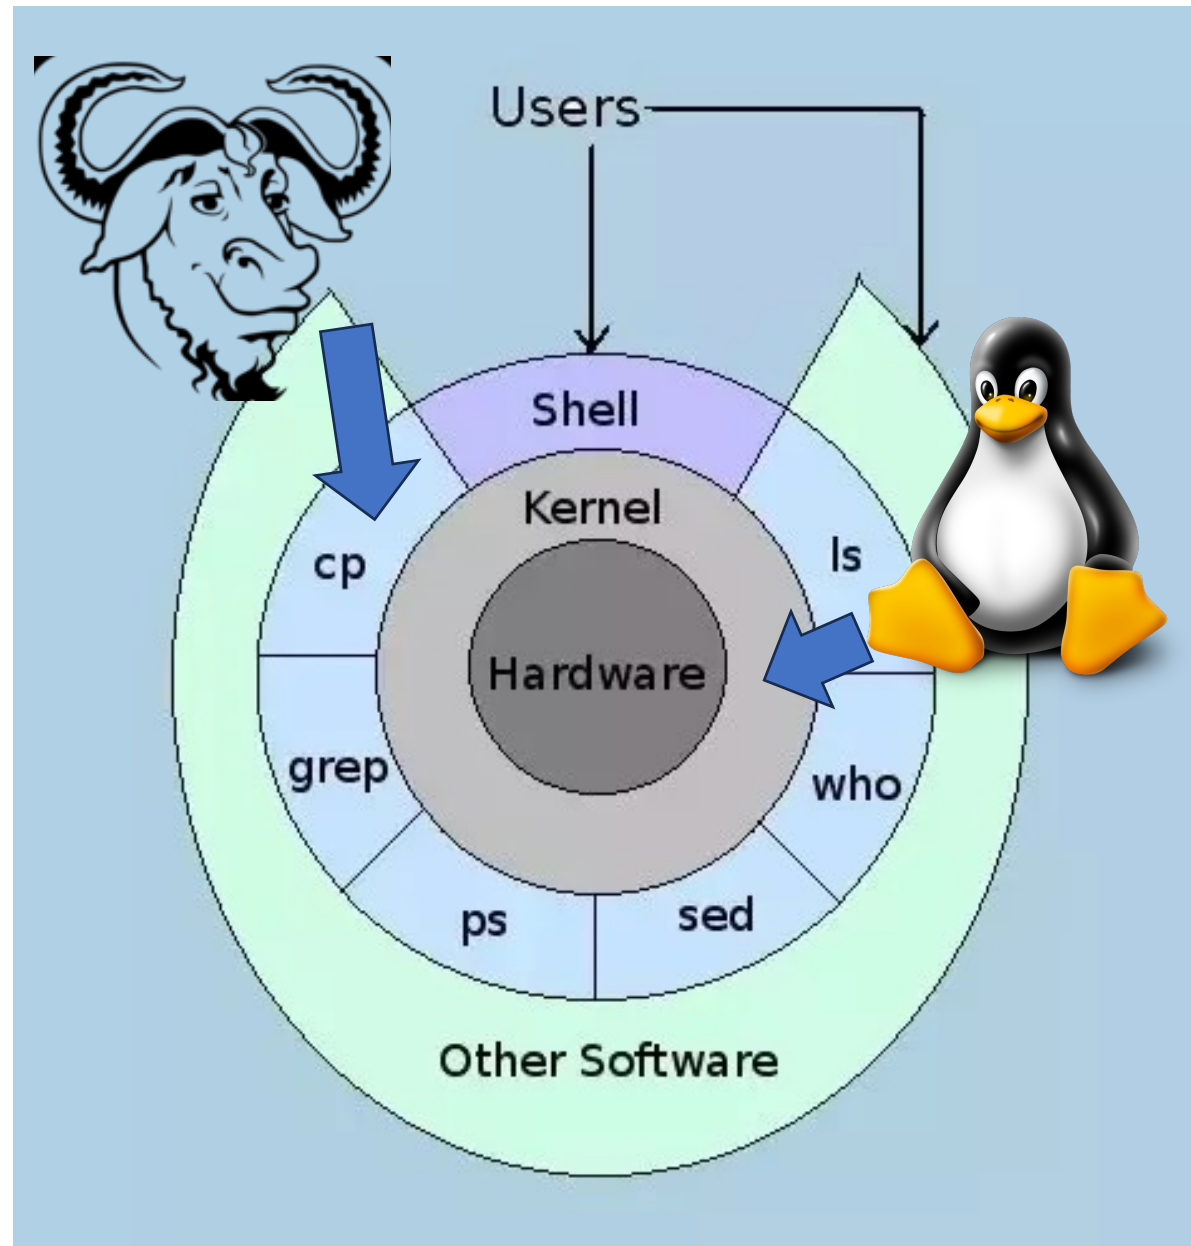 Users
Shell
Kernel
cp
ls
Hardware
grep
who
ps
sed
Other Software